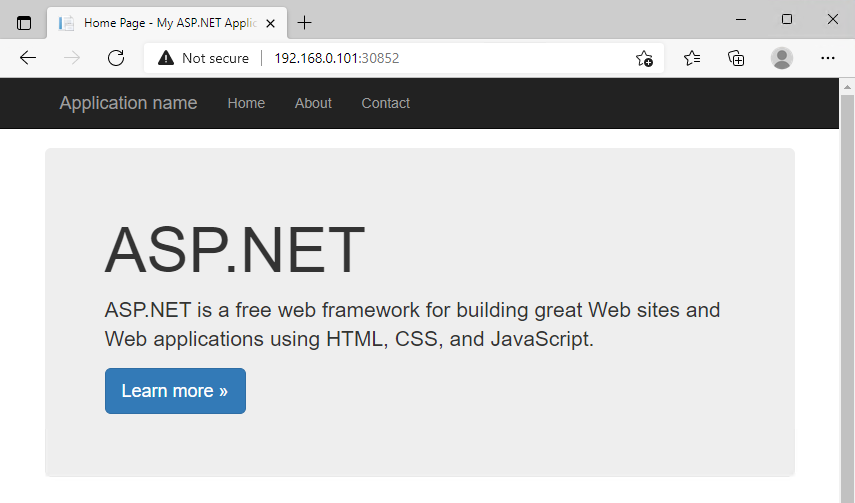 Home Page - My ASP.NET Applic
Not secure | 192.168.0.101:30852
Application name Home About Contact
ASP.NET
ASP.NET is a free web framework for building great Web sites and
Web applications using HTML, CSS, and JavaScript.
Learn more »